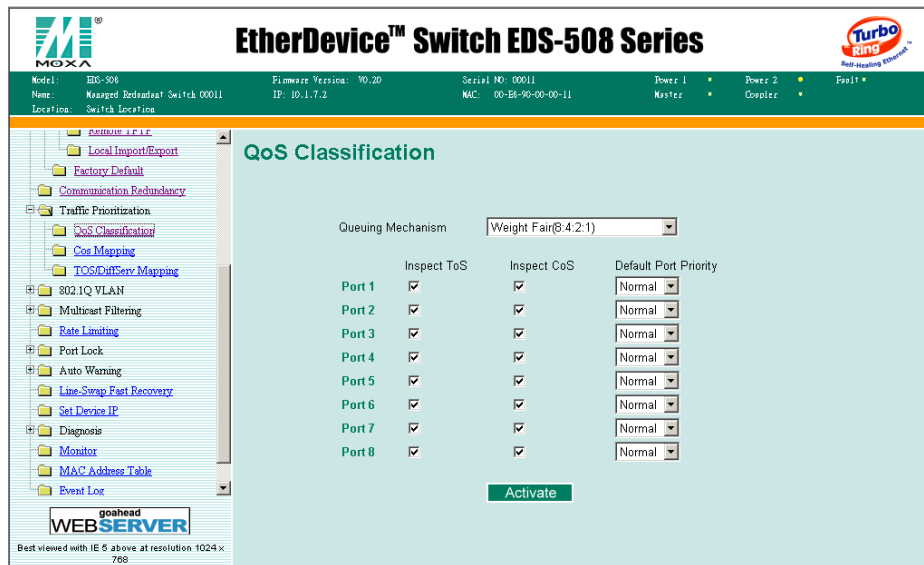 MOXA ®
EtherDevice™ Switch EDS-508 Series
Turbo Ring™
Self-Healing Ethernet
Model: EDS-508 Firmware Version: V0.20 Serial NO: 00011 Power 1 Power 2 Fault
Name: Managed Redundant Switch 00011 IP: 10.1.7.2 MAC: 00-E8-90-00-00-11 Master Coupler
Location: Switch Location
Remote TFTP
Local Import/Export
Factory Default
Communication Redundancy
Traffic Prioritization
QoS Classification
Cos Mapping
TOS/DiffServ Mapping
802.1Q VLAN
Multicast Filtering
Rate Limiting
Port Lock
Auto Warning
Line-Swap Fast Recovery
Set Device IP
Diagnosis
Monitor
MAC Address Table
Event Log
goahead
WEBSERVER
Best viewed with IE 5 above at resolution 1024 x
768
QoS Classification
Queuing Mechanism Weight Fair(8:4:2:1)
Inspect ToS Inspect CoS Default Port Priority
Port 1 Normal
Port 2 Normal
Port 3 Normal
Port 4 Normal
Port 5 Normal
Port 6 Normal
Port 7 Normal
Port 8 Normal
Activate